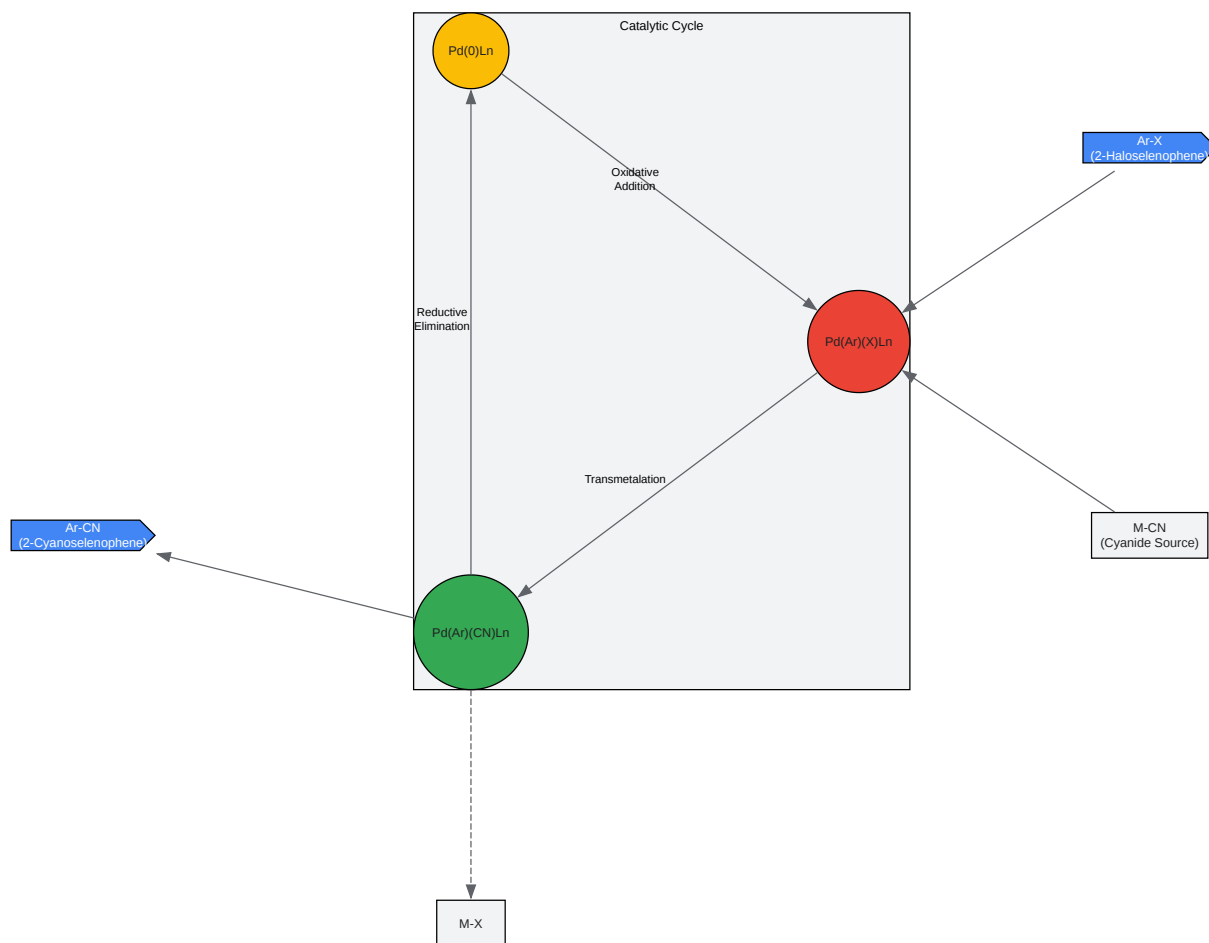 Catalytic Cycle
Pd(0)Ln
Ar-X
(2-Haloselenophene)
Oxidative
Addition
Reductive
Elimination
Pd(Ar)(X)Ln
Transmetalation
Ar-CN
(2-Cyanoselenophene)
M-CN
(Cyanide Source)
Pd(Ar)(CN)Ln
M-X